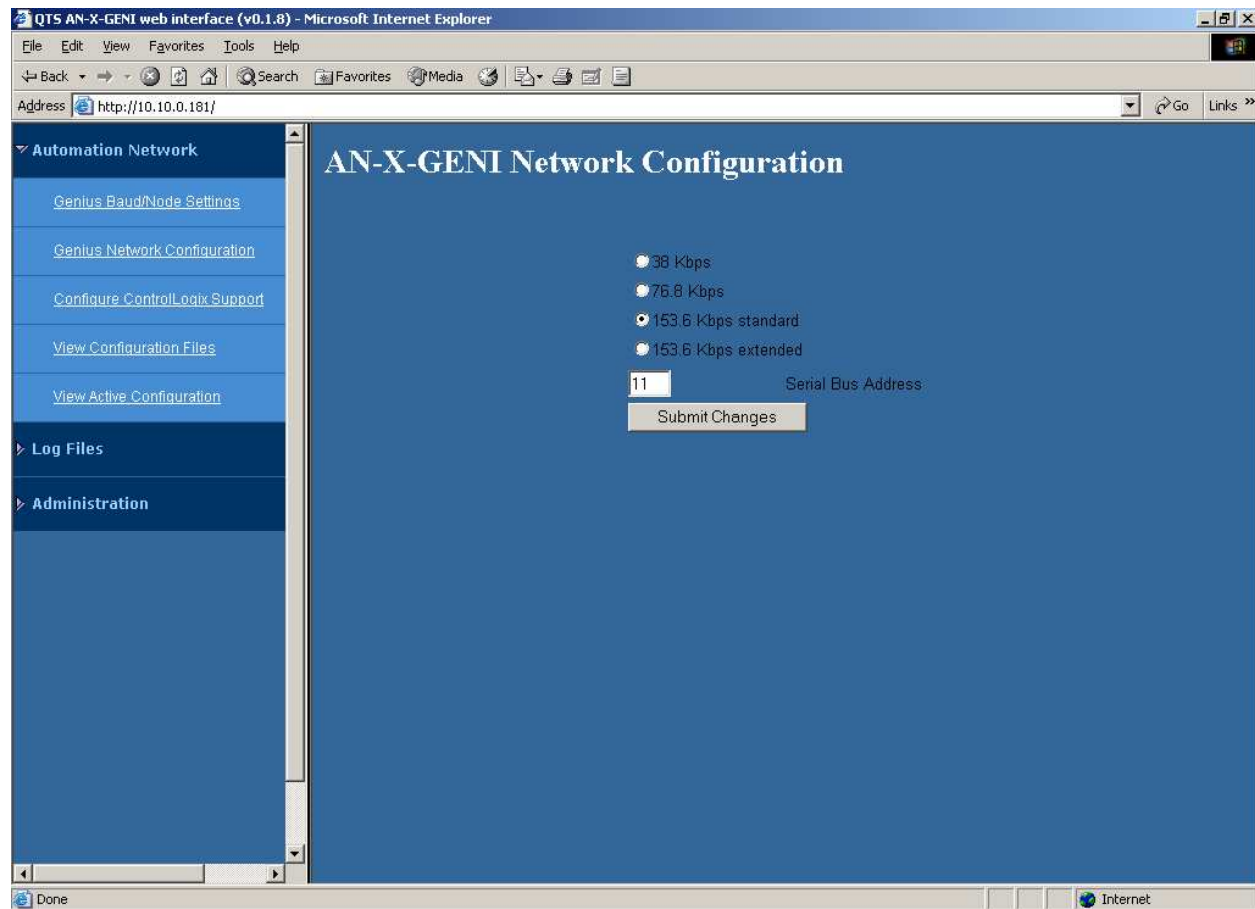 QTS AN-X-GENI web interface (v0.1.8) - Microsoft Internet Explorer
File Edit View Favorites Tools Help
Back Search Favorites Media
Address http://10.10.0.181/ Go Links »
Automation Network
Genius Baud/Node Settings
Genius Network Configuration
Configure ControlLogix Support
View Configuration Files
View Active Configuration
Log Files
Administration
AN-X-GENI Network Configuration
38 Kbps
76.8 Kbps
153.6 Kbps standard
153.6 Kbps extended
11 Serial Bus Address
Submit Changes
Done Internet